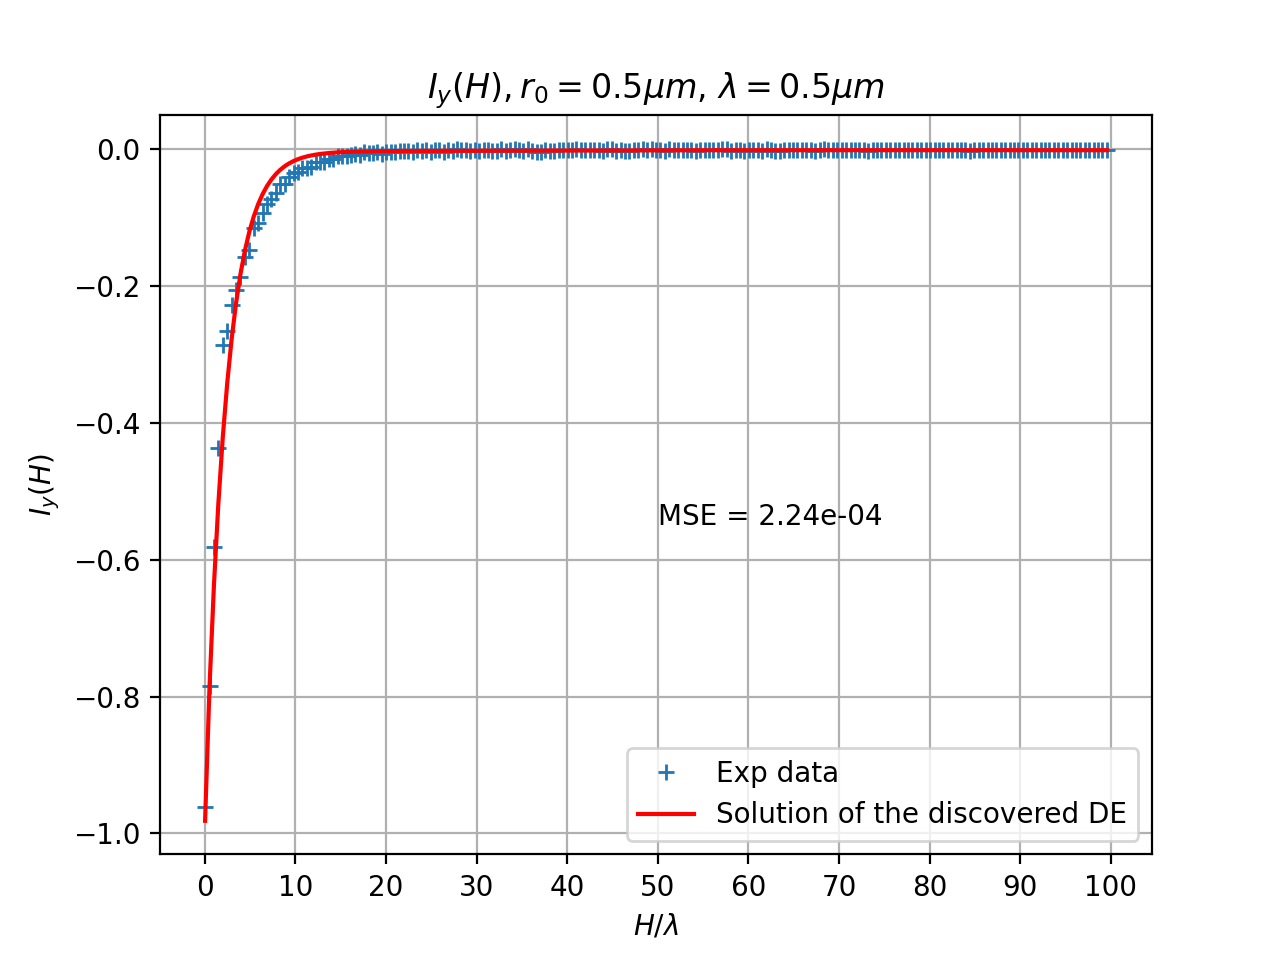 I_y(H), r_0 = 0.5μm, λ = 0.5μm
0.0
−0.2
−0.4
−0.6
−0.8
−1.0
I_y(H)
MSE = 2.24e-04
Exp data
Solution of the discovered DE
0 10 20 30 40 50 60 70 80 90 100
H/λ